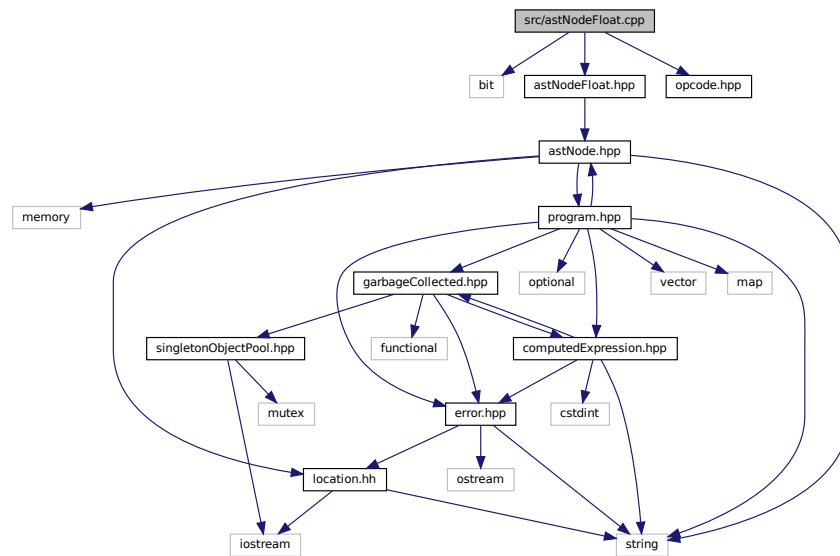 src/astNodeFloat.cpp
bit
astNodeFloat.hpp
opcode.hpp
astNode.hpp
memory
program.hpp
garbageCollected.hpp
optional
vector
map
singletonObjectPool.hpp
functional
computedExpression.hpp
mutex
error.hpp
cstdint
location.hh
ostream
iostream
string